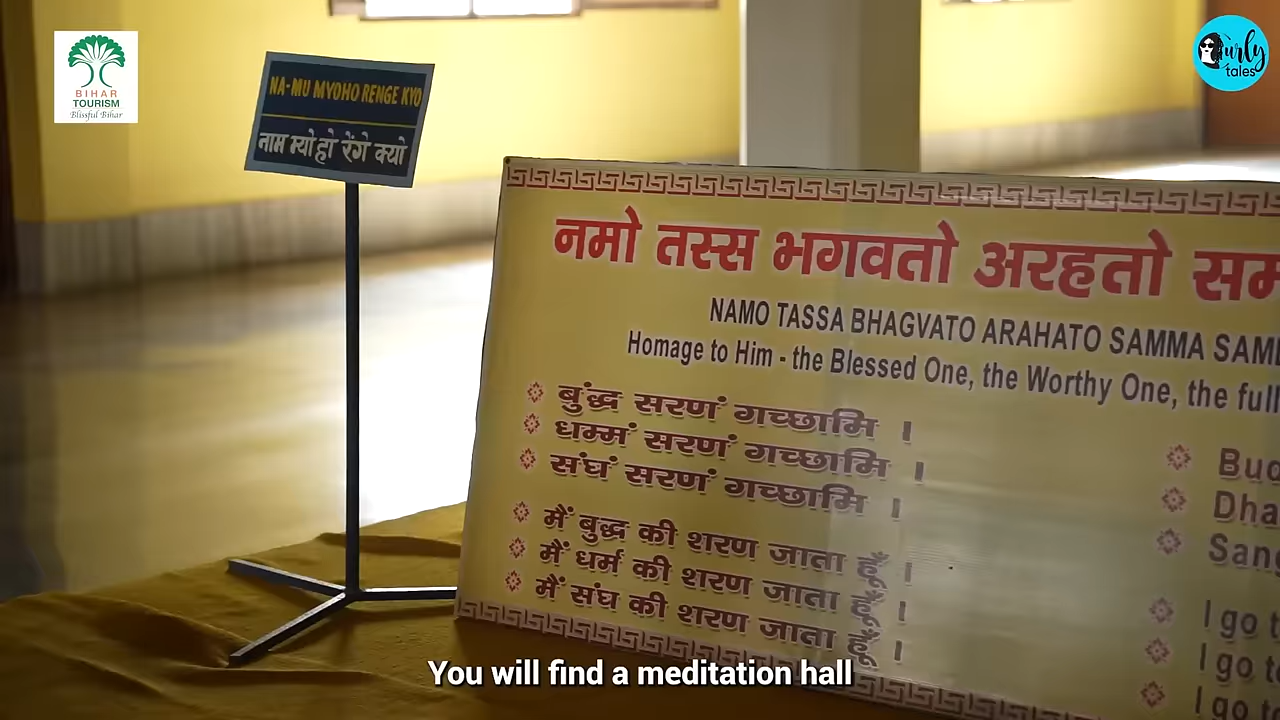 BIHAR
TOURISM
Blissful Bihar
urly
tales
NA-MU MYOHO RENGE KYO
नाम म्यो हो रेंगे क्यो
नमो तस्स भगवतो अरहतो सम
NAMO TASSA BHAGVATO ARAHATO SAMMA SAM
Homage to Him - the Blessed One, the Worthy One, the full
बुंद्ध सरणं गच्छामि ।
धम्मं सरणं गच्छामि ।
संघं सरणं गच्छामि ।
मैं बुद्ध की शरण जाता हूँ ।
मैं धर्म की शरण जाता हूँ ।
मैं संघ की शरण जाता हूँ ।
Bud
Dha
Sang
I go t
I go t
I go t
You will find a meditation hall